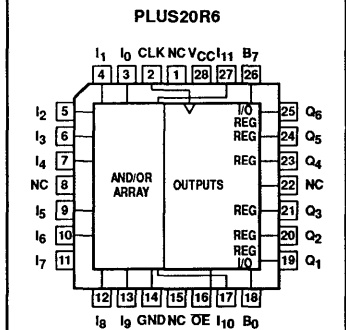 PLUS20R6
I1 I0 CLK NC VCC I11 B7
4 3 2 1 28 27 26
I2 5 I/O 25 Q6
REG
I3 6 REG 24 Q5
I4 7 REG 23 Q4
NC 8 AND/OR ARRAY OUTPUTS 22 NC
I5 9 REG 21 Q3
I6 10 REG 20 Q2
REG
I7 11 I/O 19 Q1
12 13 14 15 16 17 18
I8 I9 GND NC OE I10 B0